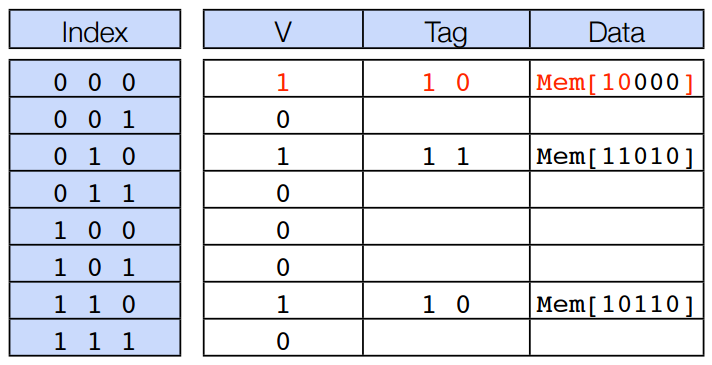 Index V Tag Data
0 0 0 1 1 0 Mem[10000]
0 0 1 0
0 1 0 1 1 1 Mem[11010]
0 1 1 0
1 0 0 0
1 0 1 0
1 1 0 1 1 0 Mem[10110]
1 1 1 0